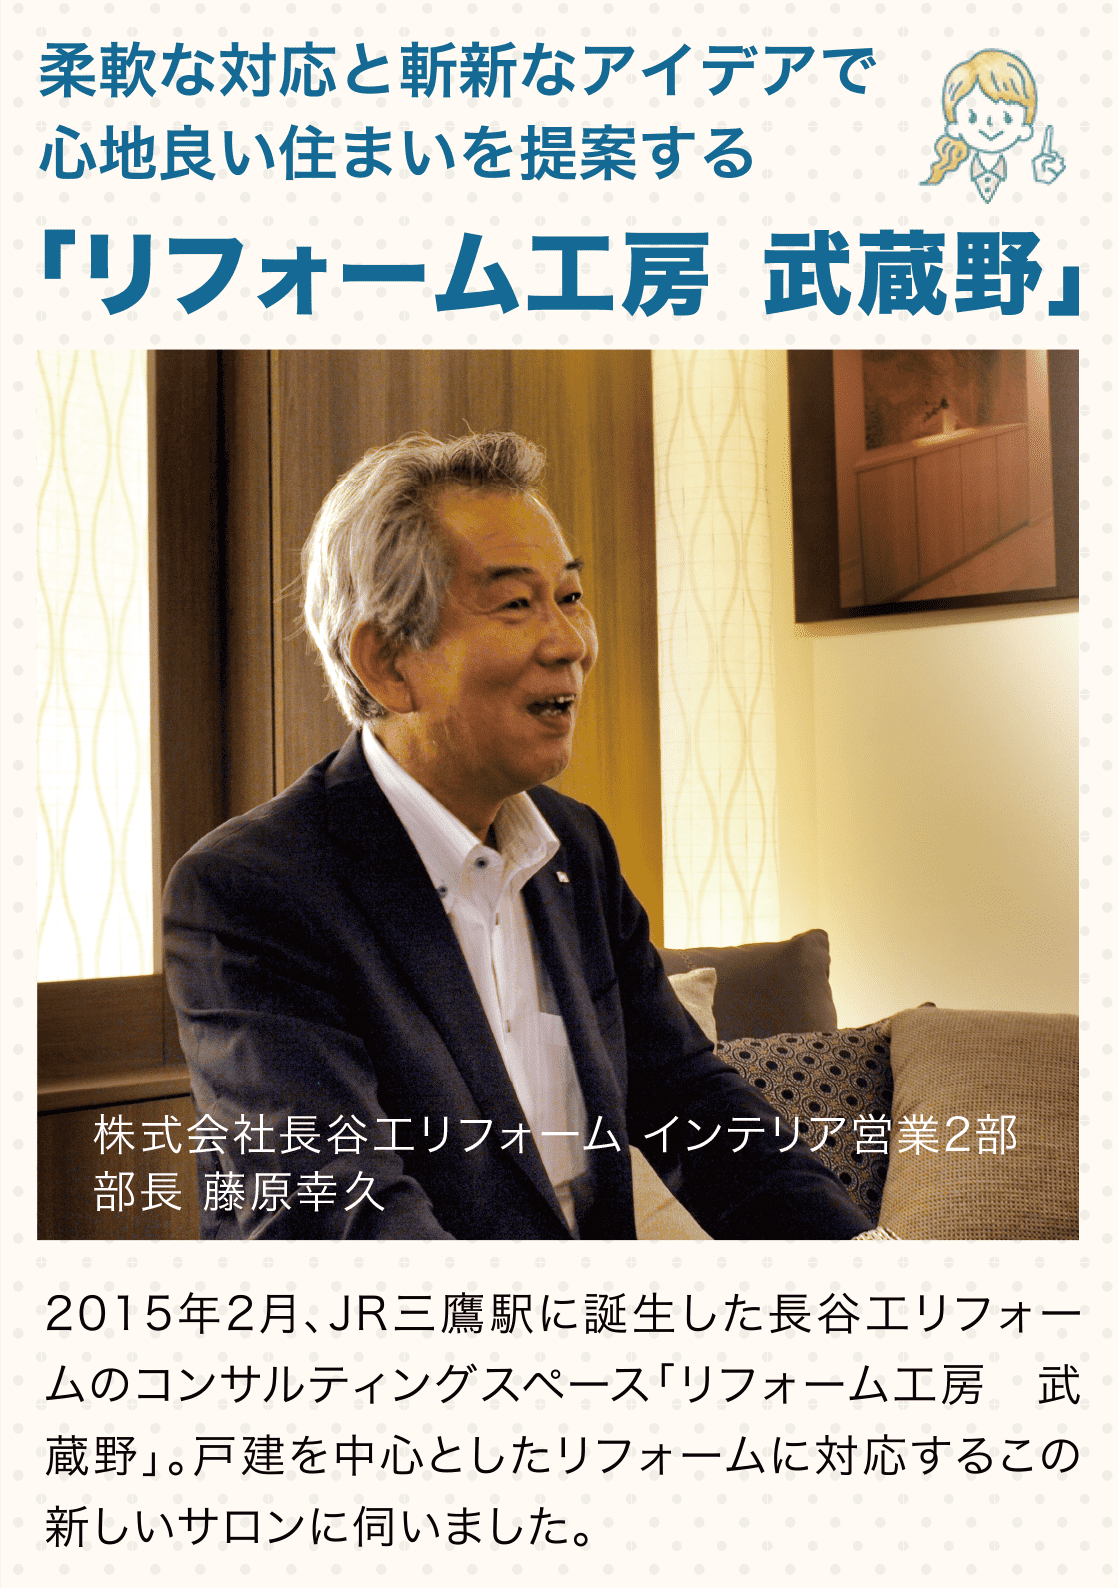 柔軟な対応と斬新なアイデアで
心地良い住まいを提案する
「リフォーム工房 武蔵野」
株式会社長谷工リフォーム インテリア営業2部
部長 藤原幸久
2015年2月、JR三鷹駅に誕生した長谷工リフォー
ムのコンサルティングスペース「リフォーム工房　武
蔵野」。戸建を中心としたリフォームに対応するこの
新しいサロンに伺いました。